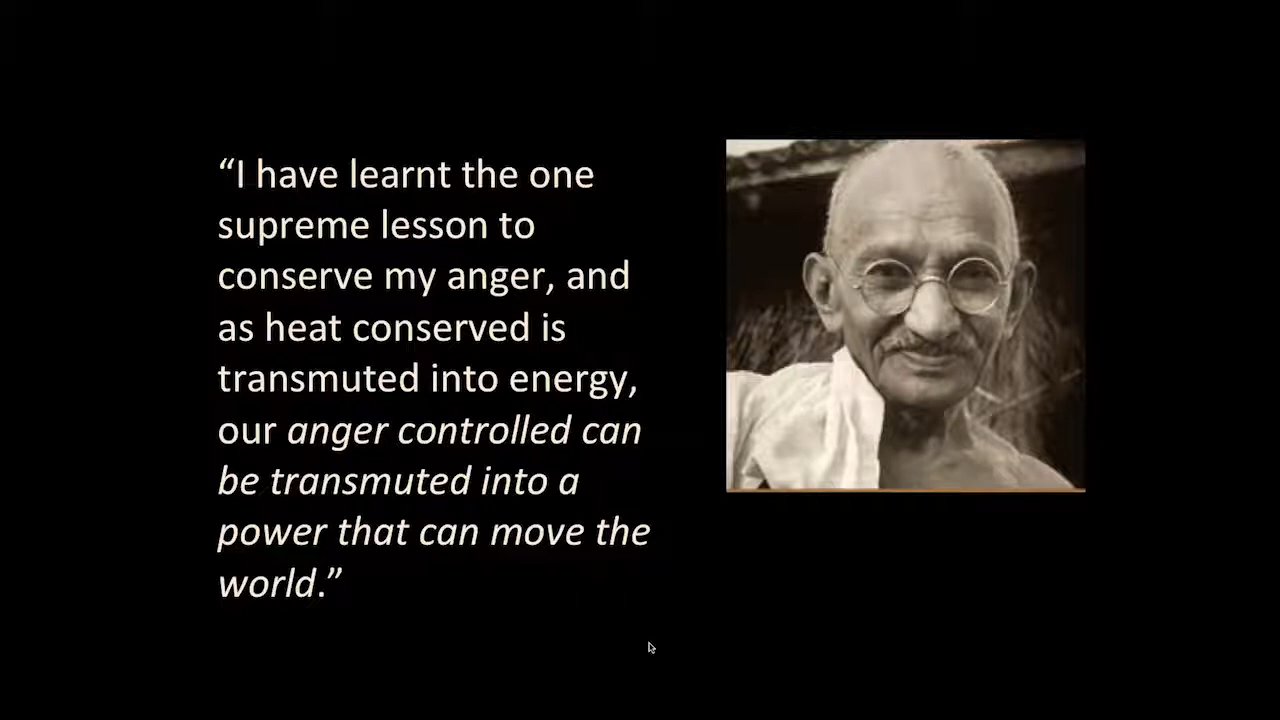 “I have learnt the one
supreme lesson to
conserve my anger, and
as heat conserved is
transmuted into energy,
our anger controlled can
be transmuted into a
power that can move the
world.”